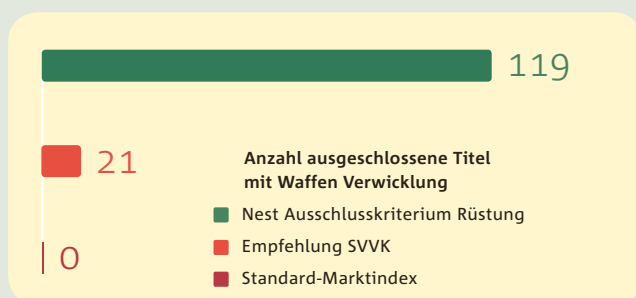 119
21
Anzahl ausgeschlossene Titel
mit Waffen Verwicklung
Nest Ausschlusskriterium Rüstung
Empfehlung SVVK
0
Standard-Marktindex